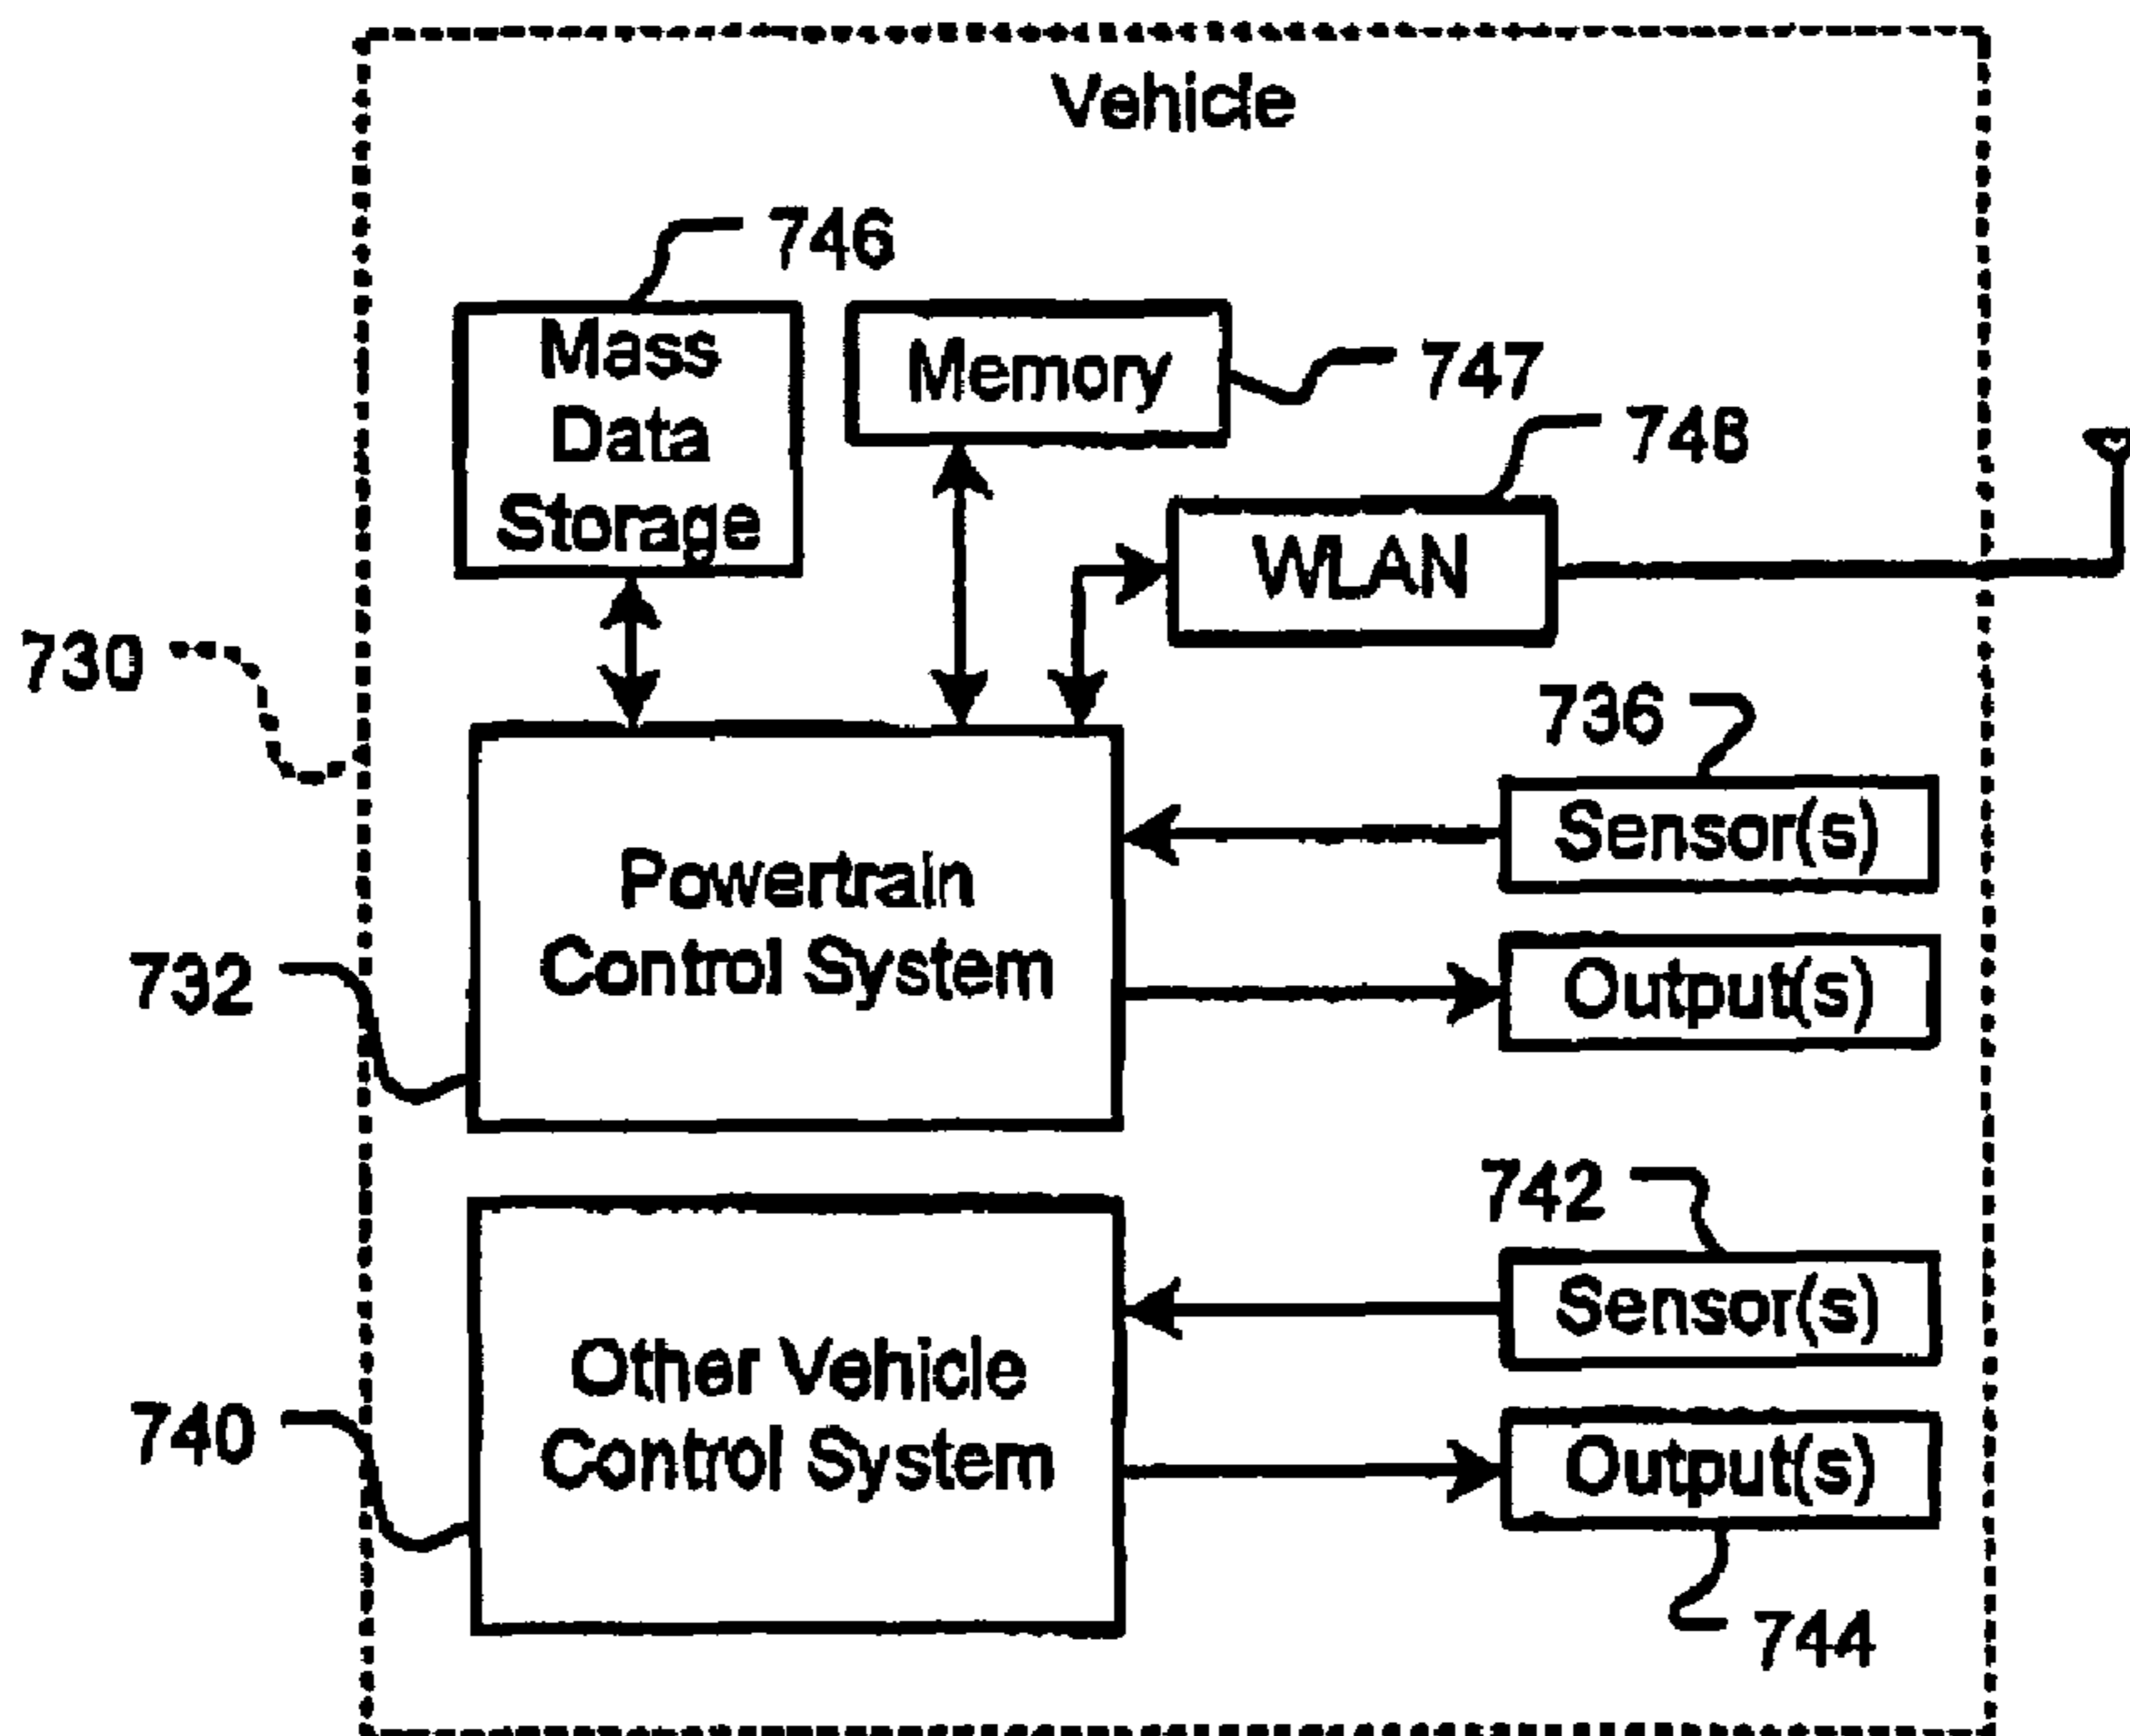 Vehicle
746
Mass
Data
Storage
Memory
747
748
WLAN
730
736
Sensor(s)
Powertrain
Control System
Output(s)
732
742
Sensor(s)
Other Vehicle
Control System
Output(s)
740
744